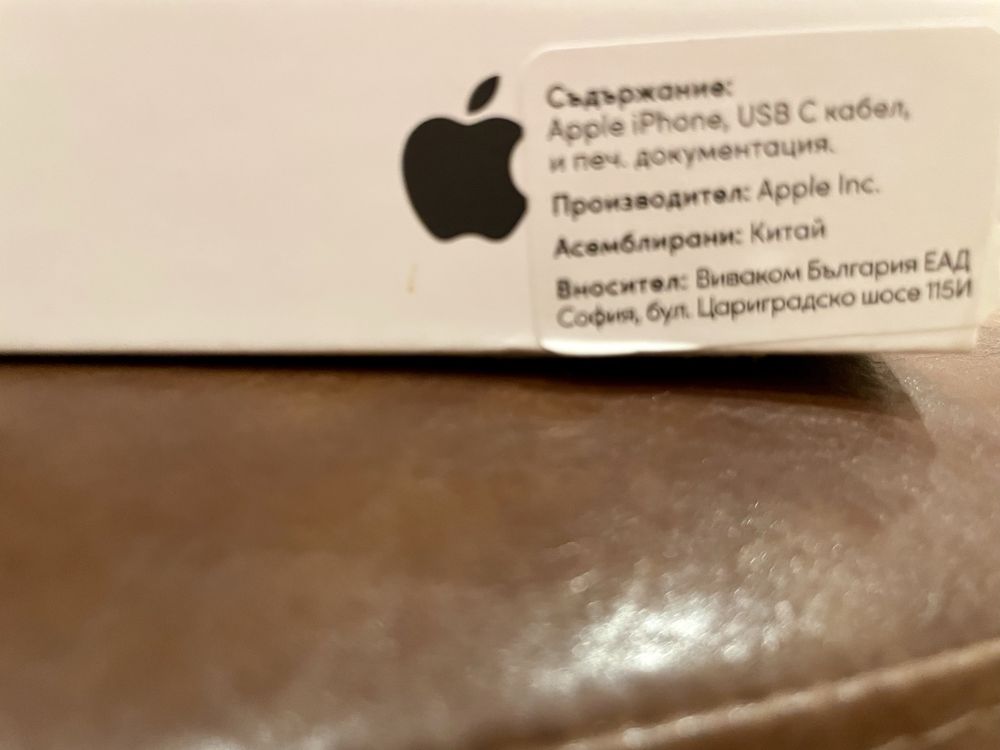 Съдържание:
Apple iPhone, USB C кабел,
и печ. документация.
Производител: Apple Inc.
Асемблирани: Китай
Вносител: Виваком България ЕАД
София, бул. Цариградско шосе 115И